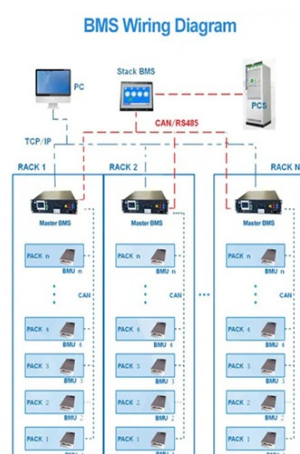 BMS Wiring Diagram
PC
Stack BMS
PCS
CAN/RS485
TCP/IP
RACK 1
RACK 2
RACK N
Master BMS
Master BMS
Master BMS
PACK n
PACK n
PACK n
BMU n
BMU n
BMU n
CAN
CAN
CAN
PACK 4
PACK 4
PACK 4
BMU 4
BMU 4
BMU 4
PACK 3
PACK 3
PACK 3
BMU 3
BMU 3
BMU 3
PACK 2
PACK 2
PACK 2
BMU 2
BMU 2
BMU 2
PACK 1
PACK 1
PACK 1